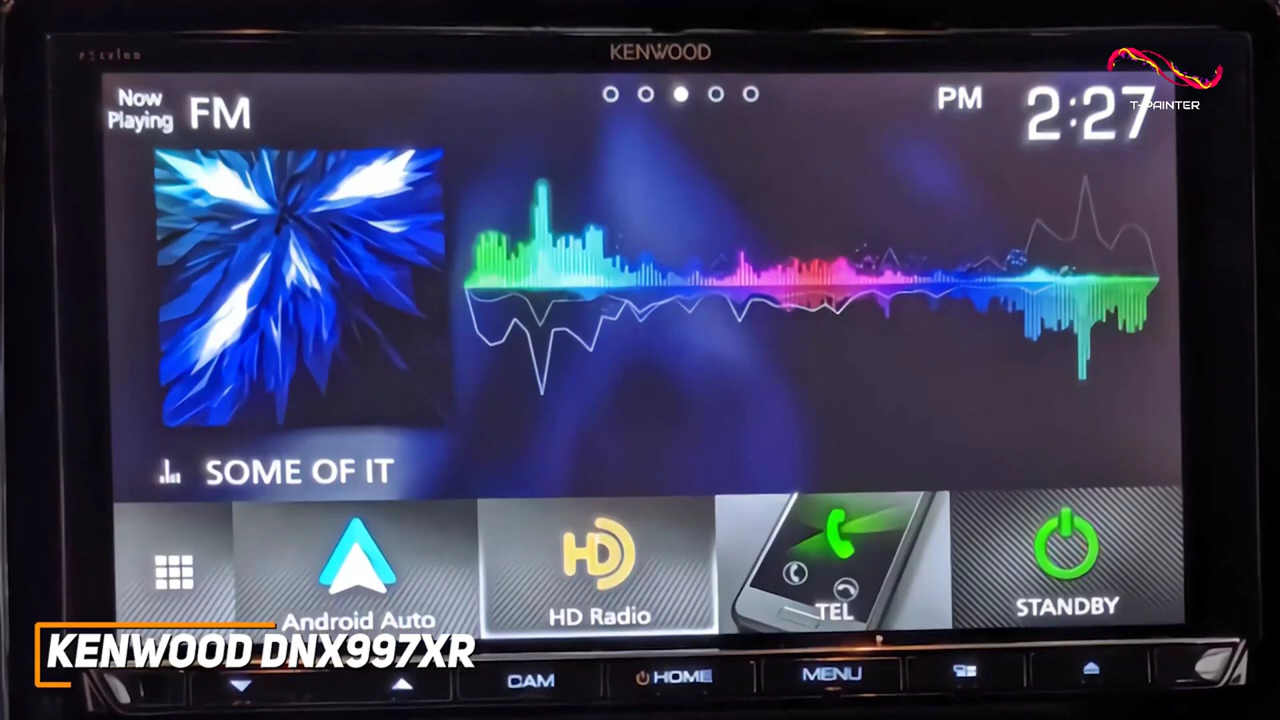 KENWOOD
T-PAINTER
Now
Playing
FM
PM 2:27
SOME OF IT
Android Auto
HD
HD Radio
TEL
STANDBY
KENWOOD DNX997XR
CAM
HOME
MENU